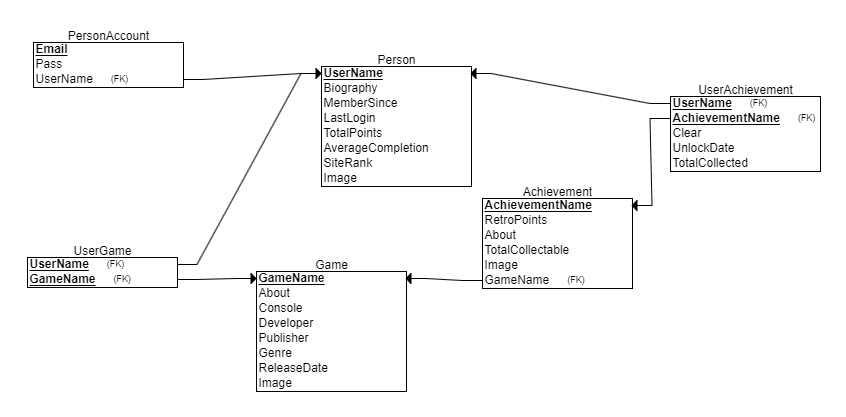 PersonAccount
Email
Pass
UserName (FK)
Person
UserName
Biography
MemberSince
LastLogin
TotalPoints
AverageCompletion
SiteRank
Image
UserAchievement
UserName (FK)
AchievementName (FK)
Clear
UnlockDate
TotalCollected
Achievement
AchievementName
RetroPoints
About
TotalCollectable
Image
GameName (FK)
UserGame
UserName (FK)
GameName (FK)
Game
GameName
About
Console
Developer
Publisher
Genre
ReleaseDate
Image